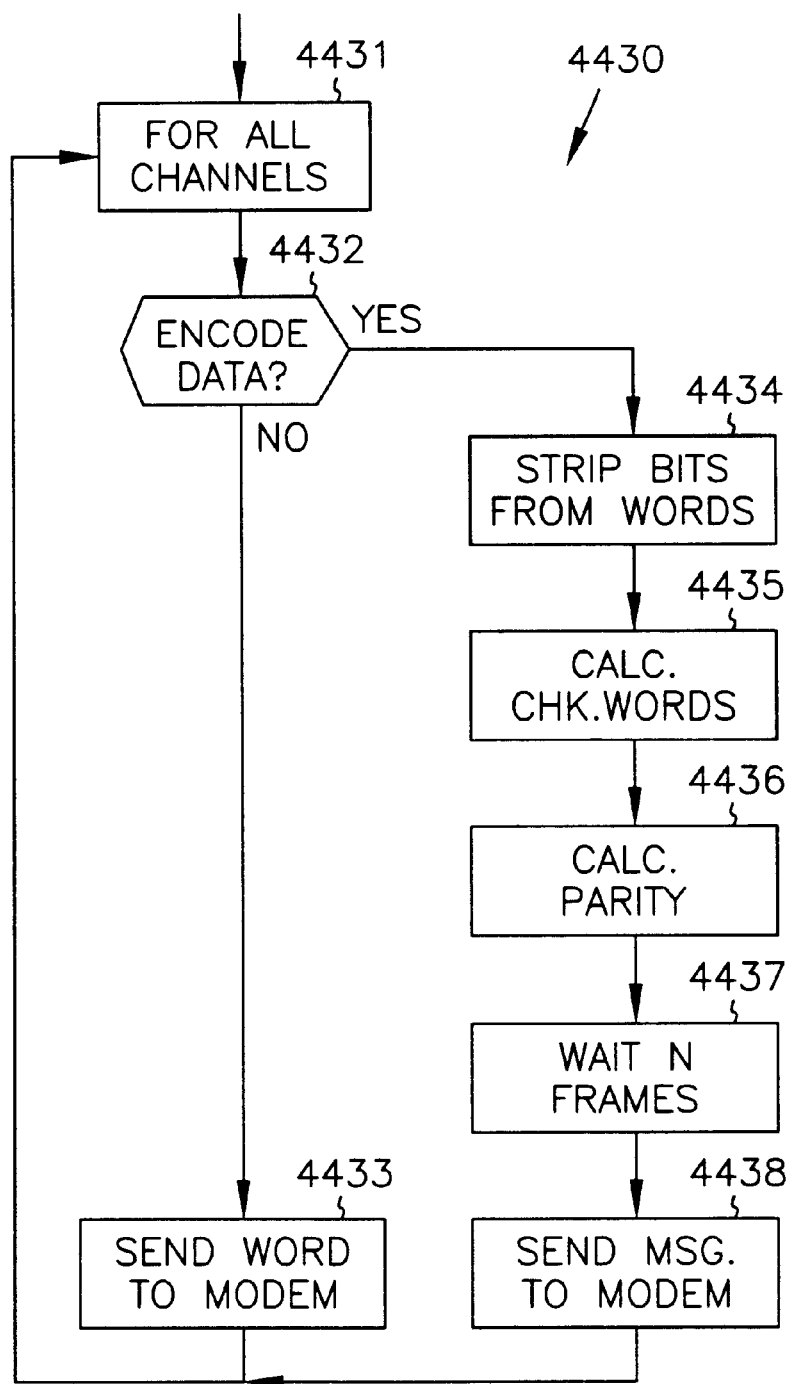 4431
4430
FOR ALL
CHANNELS
4432
ENCODE
DATA?
YES
NO
4434
STRIP BITS
FROM WORDS
4435
CALC.
CHK.WORDS
4436
CALC.
PARITY
4437
WAIT N
FRAMES
4433
SEND WORD
TO MODEM
4438
SEND MSG.
TO MODEM